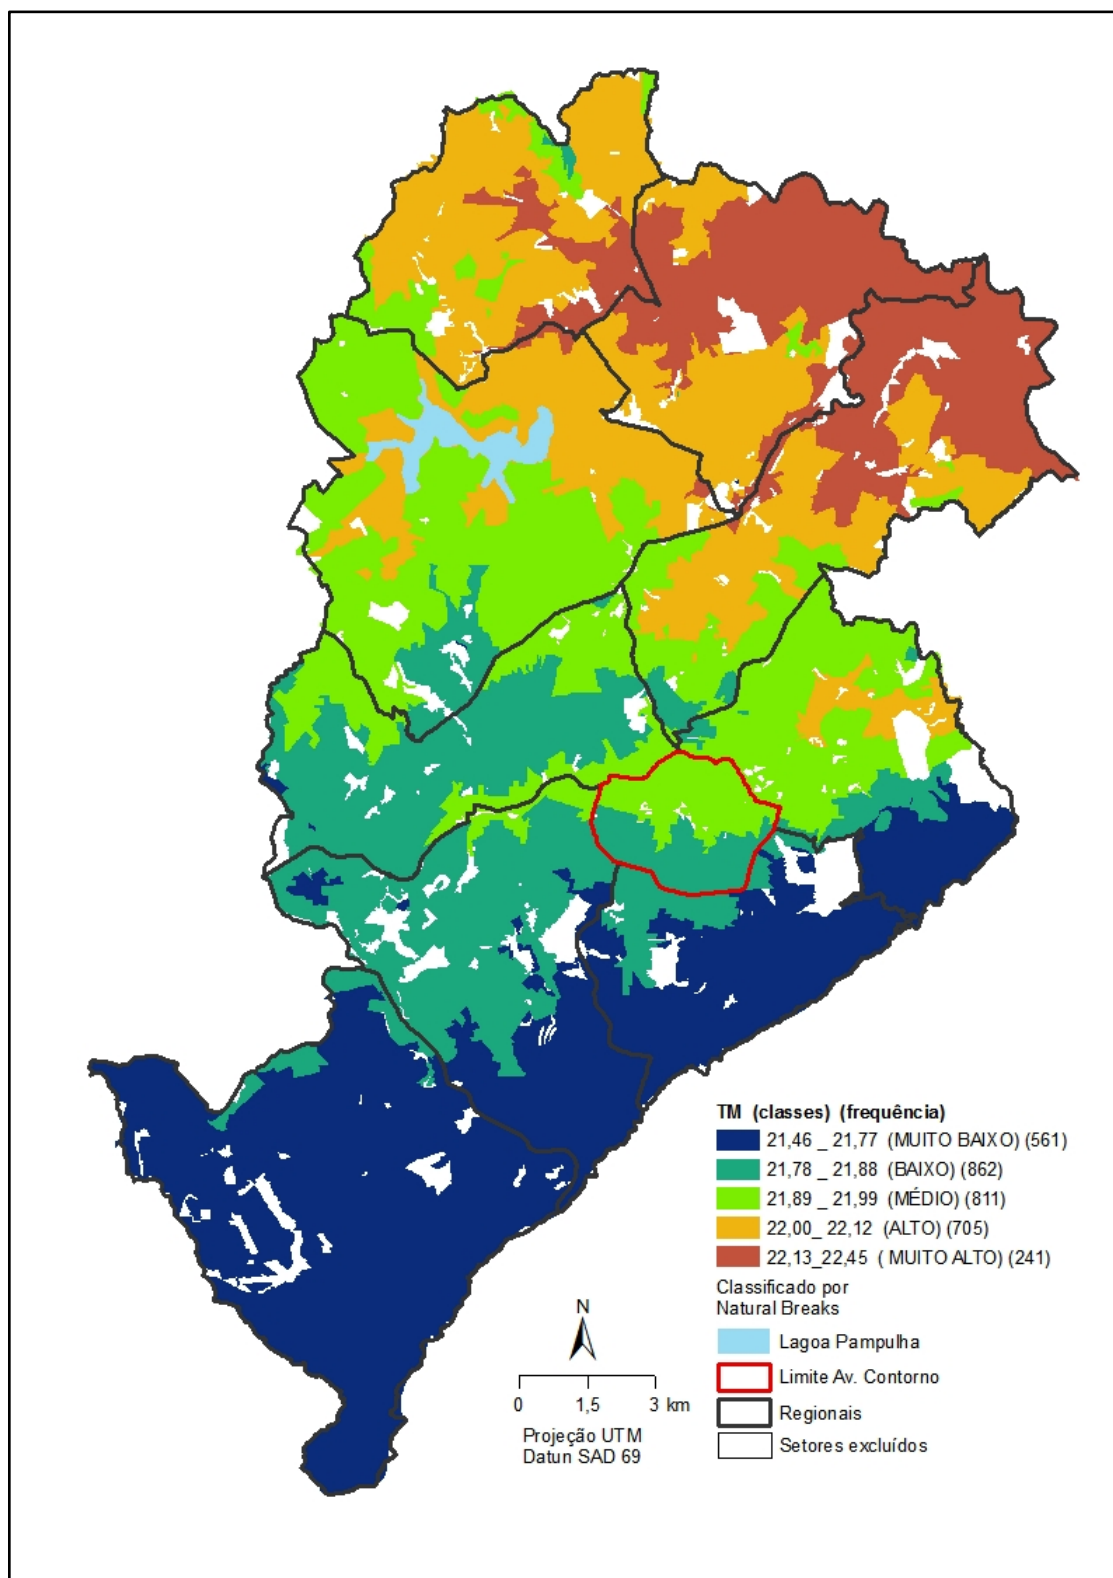 TM (classes) (frequência)
21,46 _ 21,77 (MUITO BAIXO) (561)
21,78 _ 21,88 (BAIXO) (862)
21,89 _ 21,99 (MÉDIO) (811)
22,00_ 22,12 (ALTO) (705)
22,13_22,45 ( MUITO ALTO) (241)
Classificado por
Natural Breaks
Lagoa Pampulha
Limite Av. Contorno
Regionais
Setores excluídos
N
0 1,5 3 km
Projeção UTM
Datun SAD 69